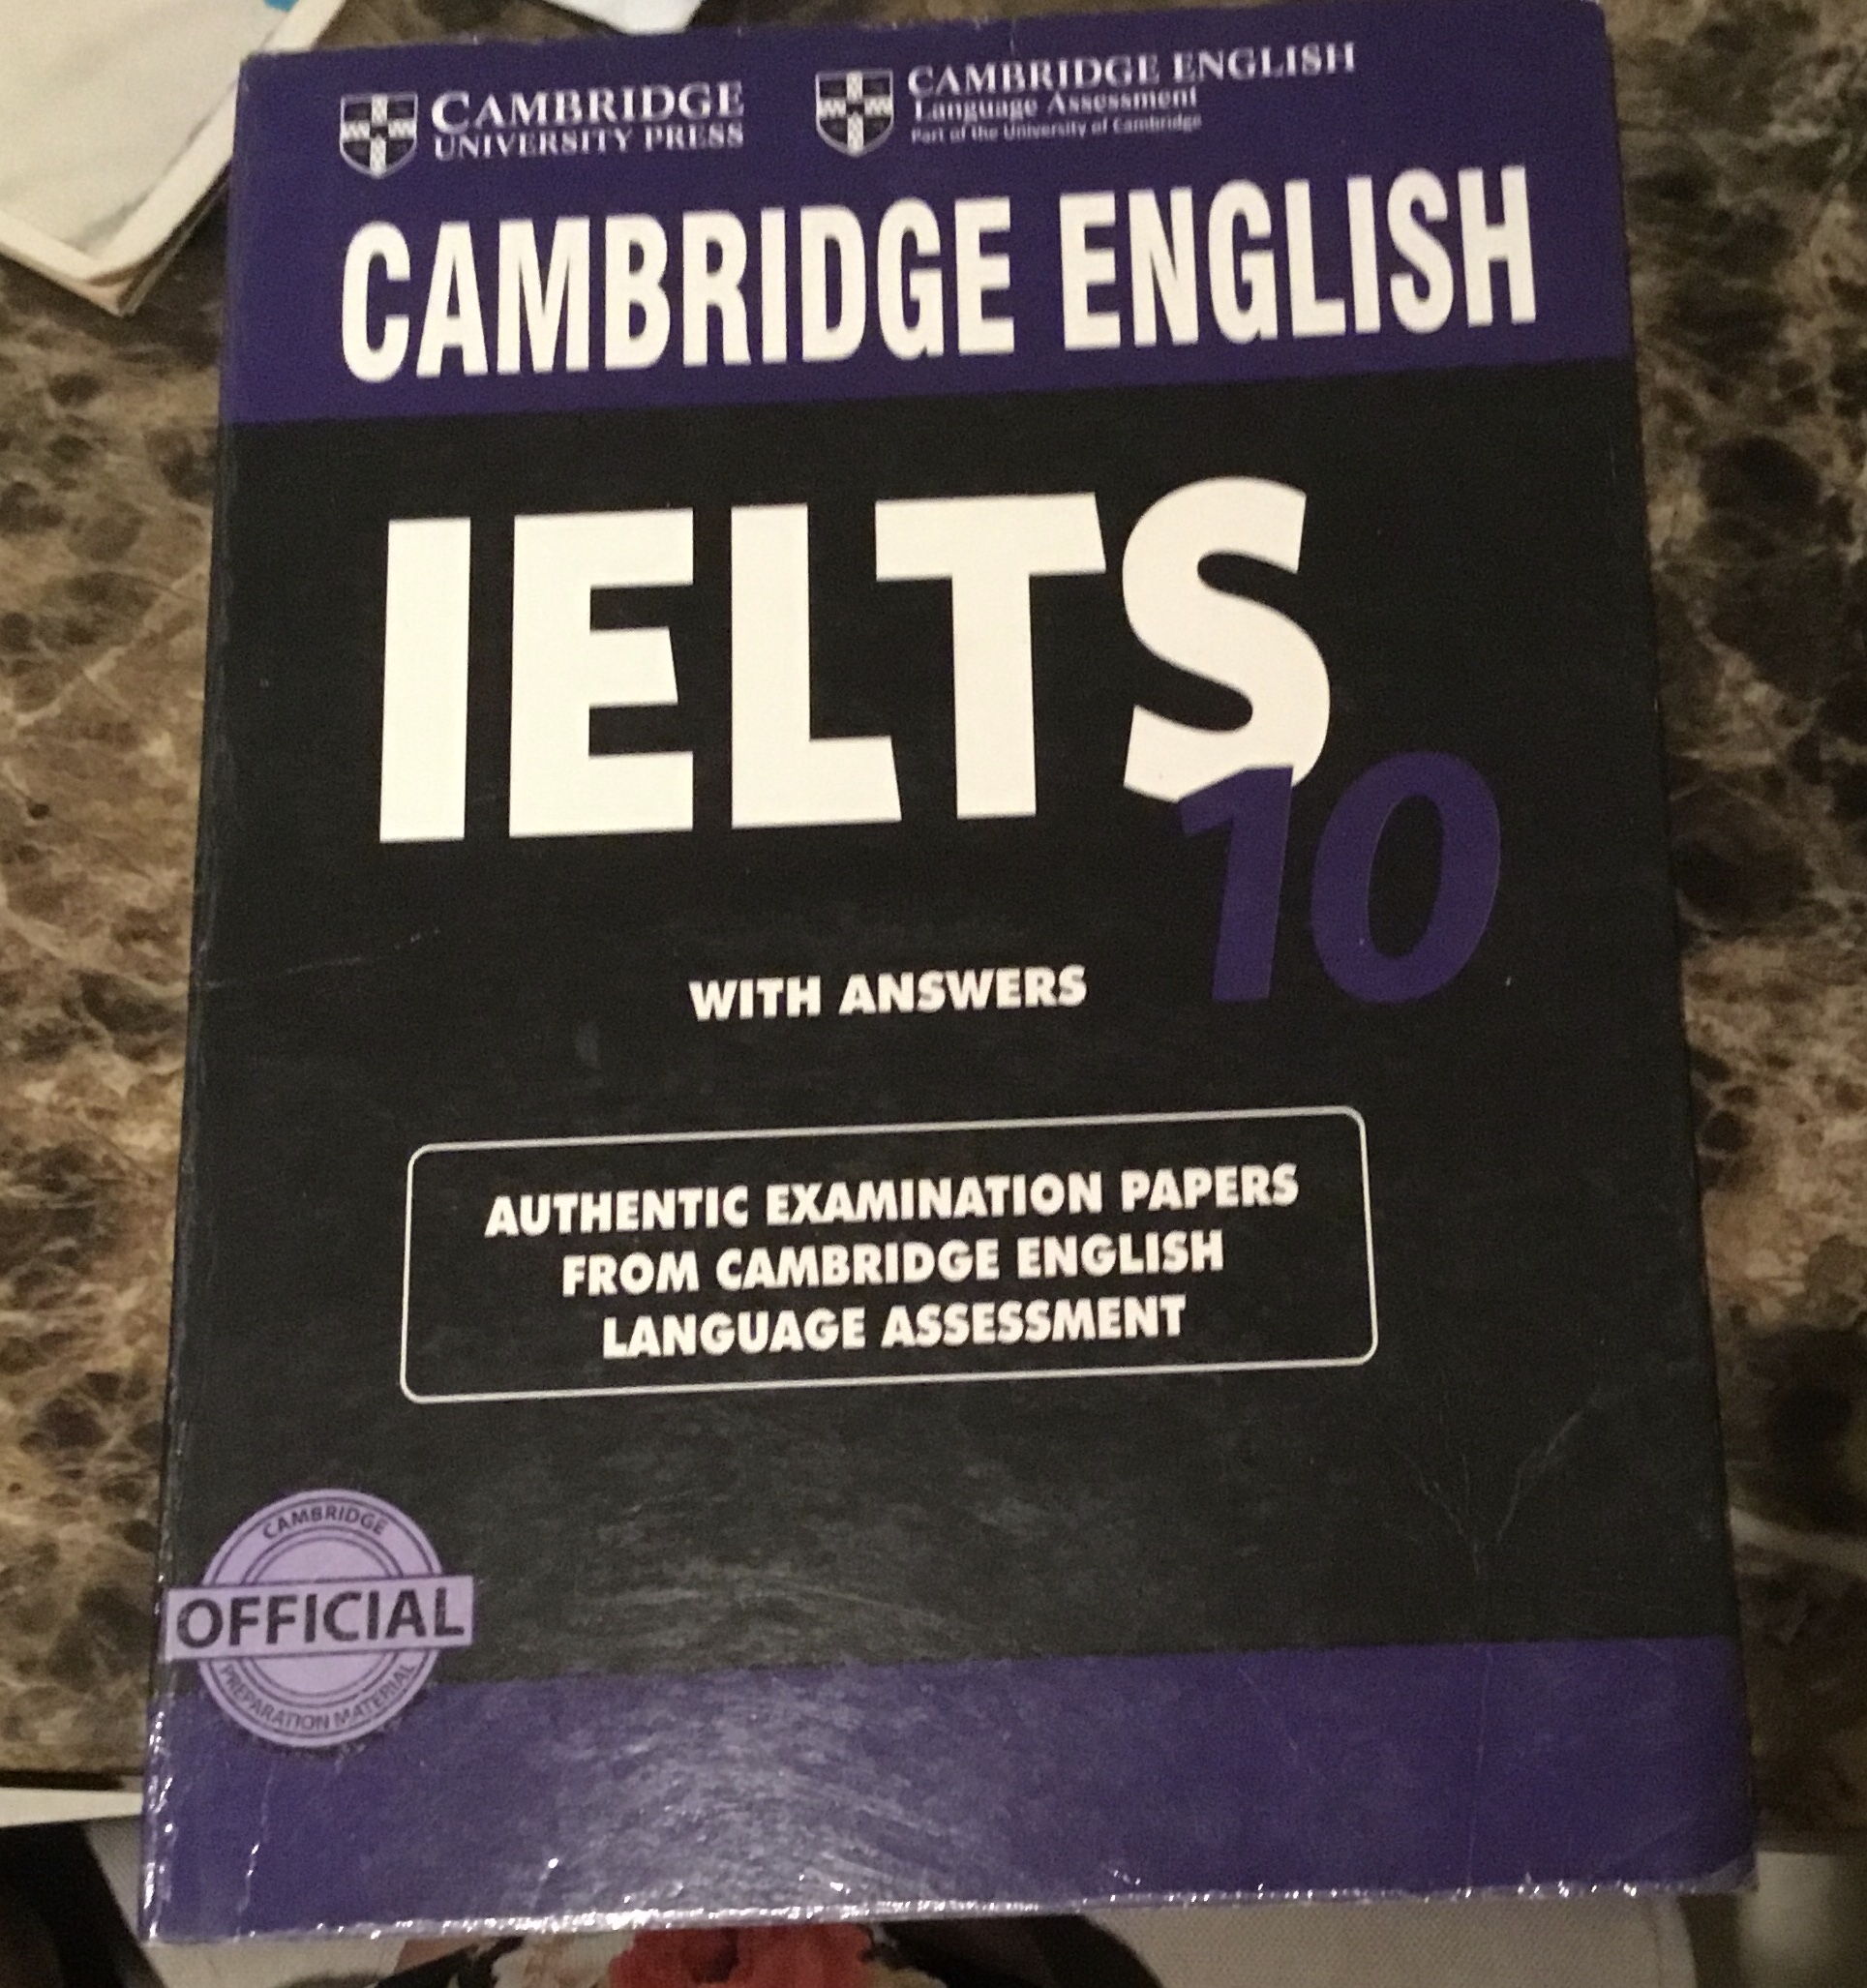 CAMBRIDGE
UNIVERSITY PRESS
CAMBRIDGE ENGLISH
Language Assessment
Part of the University of Cambridge
CAMBRIDGE ENGLISH
IELTS
10
WITH ANSWERS
AUTHENTIC EXAMINATION PAPERS
FROM CAMBRIDGE ENGLISH
LANGUAGE ASSESSMENT
CAMBRIDGE
OFFICIAL
PREPARATION MATERIAL